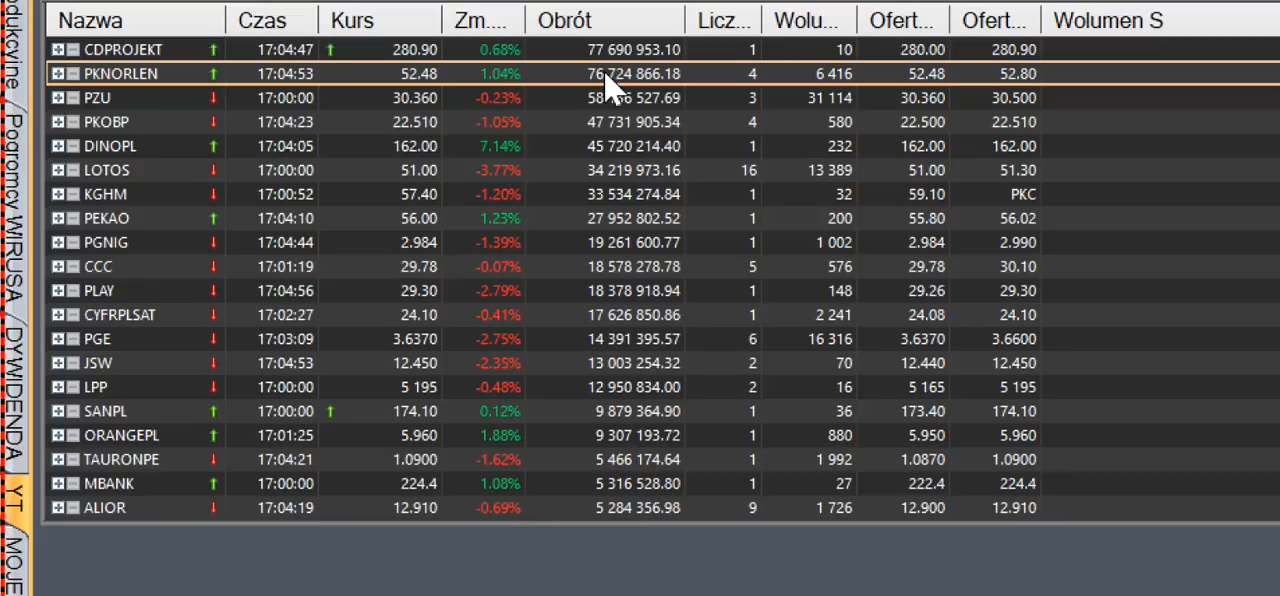 Nazwa Czas Kurs Zm.... Obrót Licz... Wolu... Ofert... Ofert... Wolumen S
CDPROJEKT 17:04:47 280.90 0.68% 77 690 953.10 1 10 280.00 280.90
PKNORLEN 17:04:53 52.48 1.04% 76 724 866.18 4 6 416 52.48 52.80
PZU 17:00:00 30.360 -0.23% 527.69 3 31 114 30.360 30.500
PKOBP 17:04:23 22.510 -1.05% 47 731 905.34 4 580 22.500 22.510
DINOPL 17:04:05 162.00 7.14% 45 720 214.40 1 232 162.00 162.00
LOTOS 17:00:00 51.00 -3.77% 34 219 973.16 16 13 389 51.00 51.30
KGHM 17:00:52 57.40 -1.20% 33 534 274.84 1 32 59.10 PKC
PEKAO 17:04:10 56.00 1.23% 27 952 802.52 1 200 55.80 56.02
PGNIG 17:04:44 2.984 -1.39% 19 261 600.77 1 1 002 2.984 2.990
CCC 17:01:19 29.78 -0.07% 18 578 278.78 5 576 29.78 30.10
PLAY 17:04:56 29.30 -2.79% 18 378 918.94 1 148 29.26 29.30
CYFRPLSAT 17:02:27 24.10 -0.41% 17 626 850.86 1 2 241 24.08 24.10
PGE 17:03:09 3.6370 -2.75% 14 391 395.57 6 16 316 3.6370 3.6600
JSW 17:04:53 12.450 -2.35% 13 003 254.32 2 70 12.440 12.450
LPP 17:00:00 5 195 -0.48% 12 950 834.00 2 16 5 165 5 195
SANPL 17:00:00 174.10 0.12% 9 879 364.90 1 36 173.40 174.10
ORANGEPL 17:01:25 5.960 1.88% 9 307 193.72 1 880 5.950 5.960
TAURONPE 17:04:21 1.0900 -1.62% 5 466 174.64 1 1 992 1.0870 1.0900
MBANK 17:00:00 224.4 1.08% 5 316 528.80 1 27 222.4 224.4
ALIOR 17:04:19 12.910 -0.69% 5 284 356.98 9 1 726 12.900 12.910
dukcyjne
Pogromcy WIRUSA
DYWIDENDA
YT
MOJE